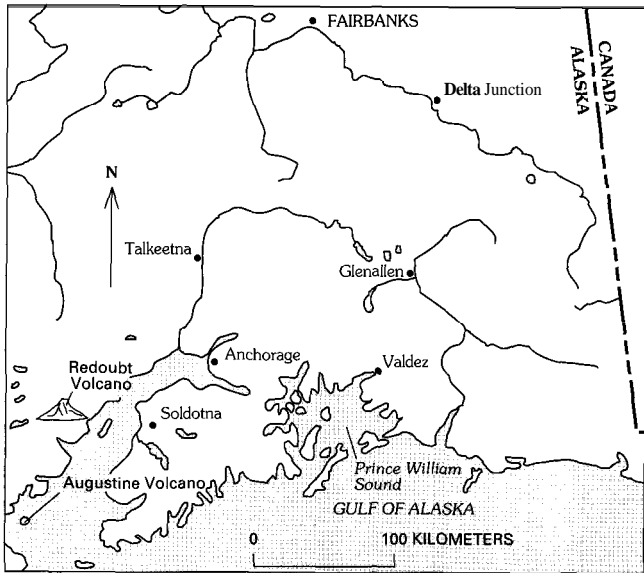 FAIRBANKS
CANADA
ALASKA
Delta Junction
N
Talkeetna
Glenallen
Redoubt
Volcano
Anchorage
Valdez
Soldotna
Prince William
Sound
Augustine Volcano
GULF OF ALASKA
0 100 KILOMETERS